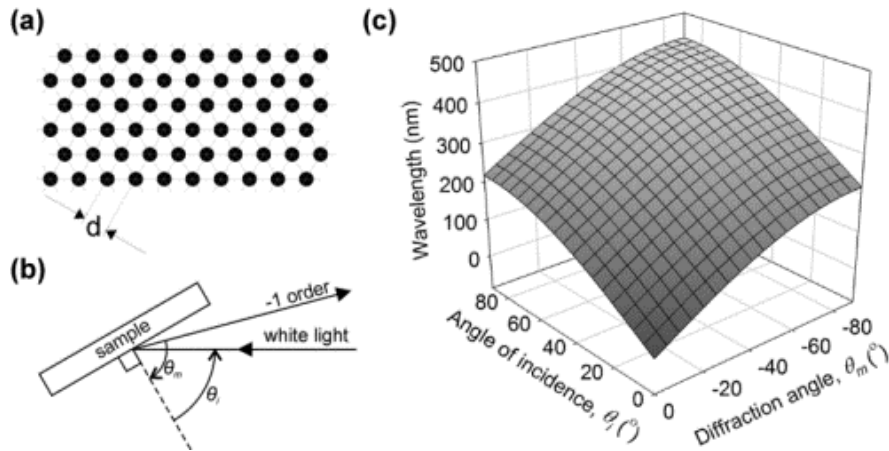 (a)
d
(b)
sample
-1 order
white light
θm
θi
(c)
Wavelength (nm)
500
400
300
200
100
0
80
60
40
20
0
Angle of incidence, θi(°)
0
-20
-40
-60
-80
Diffraction angle, θm(°)